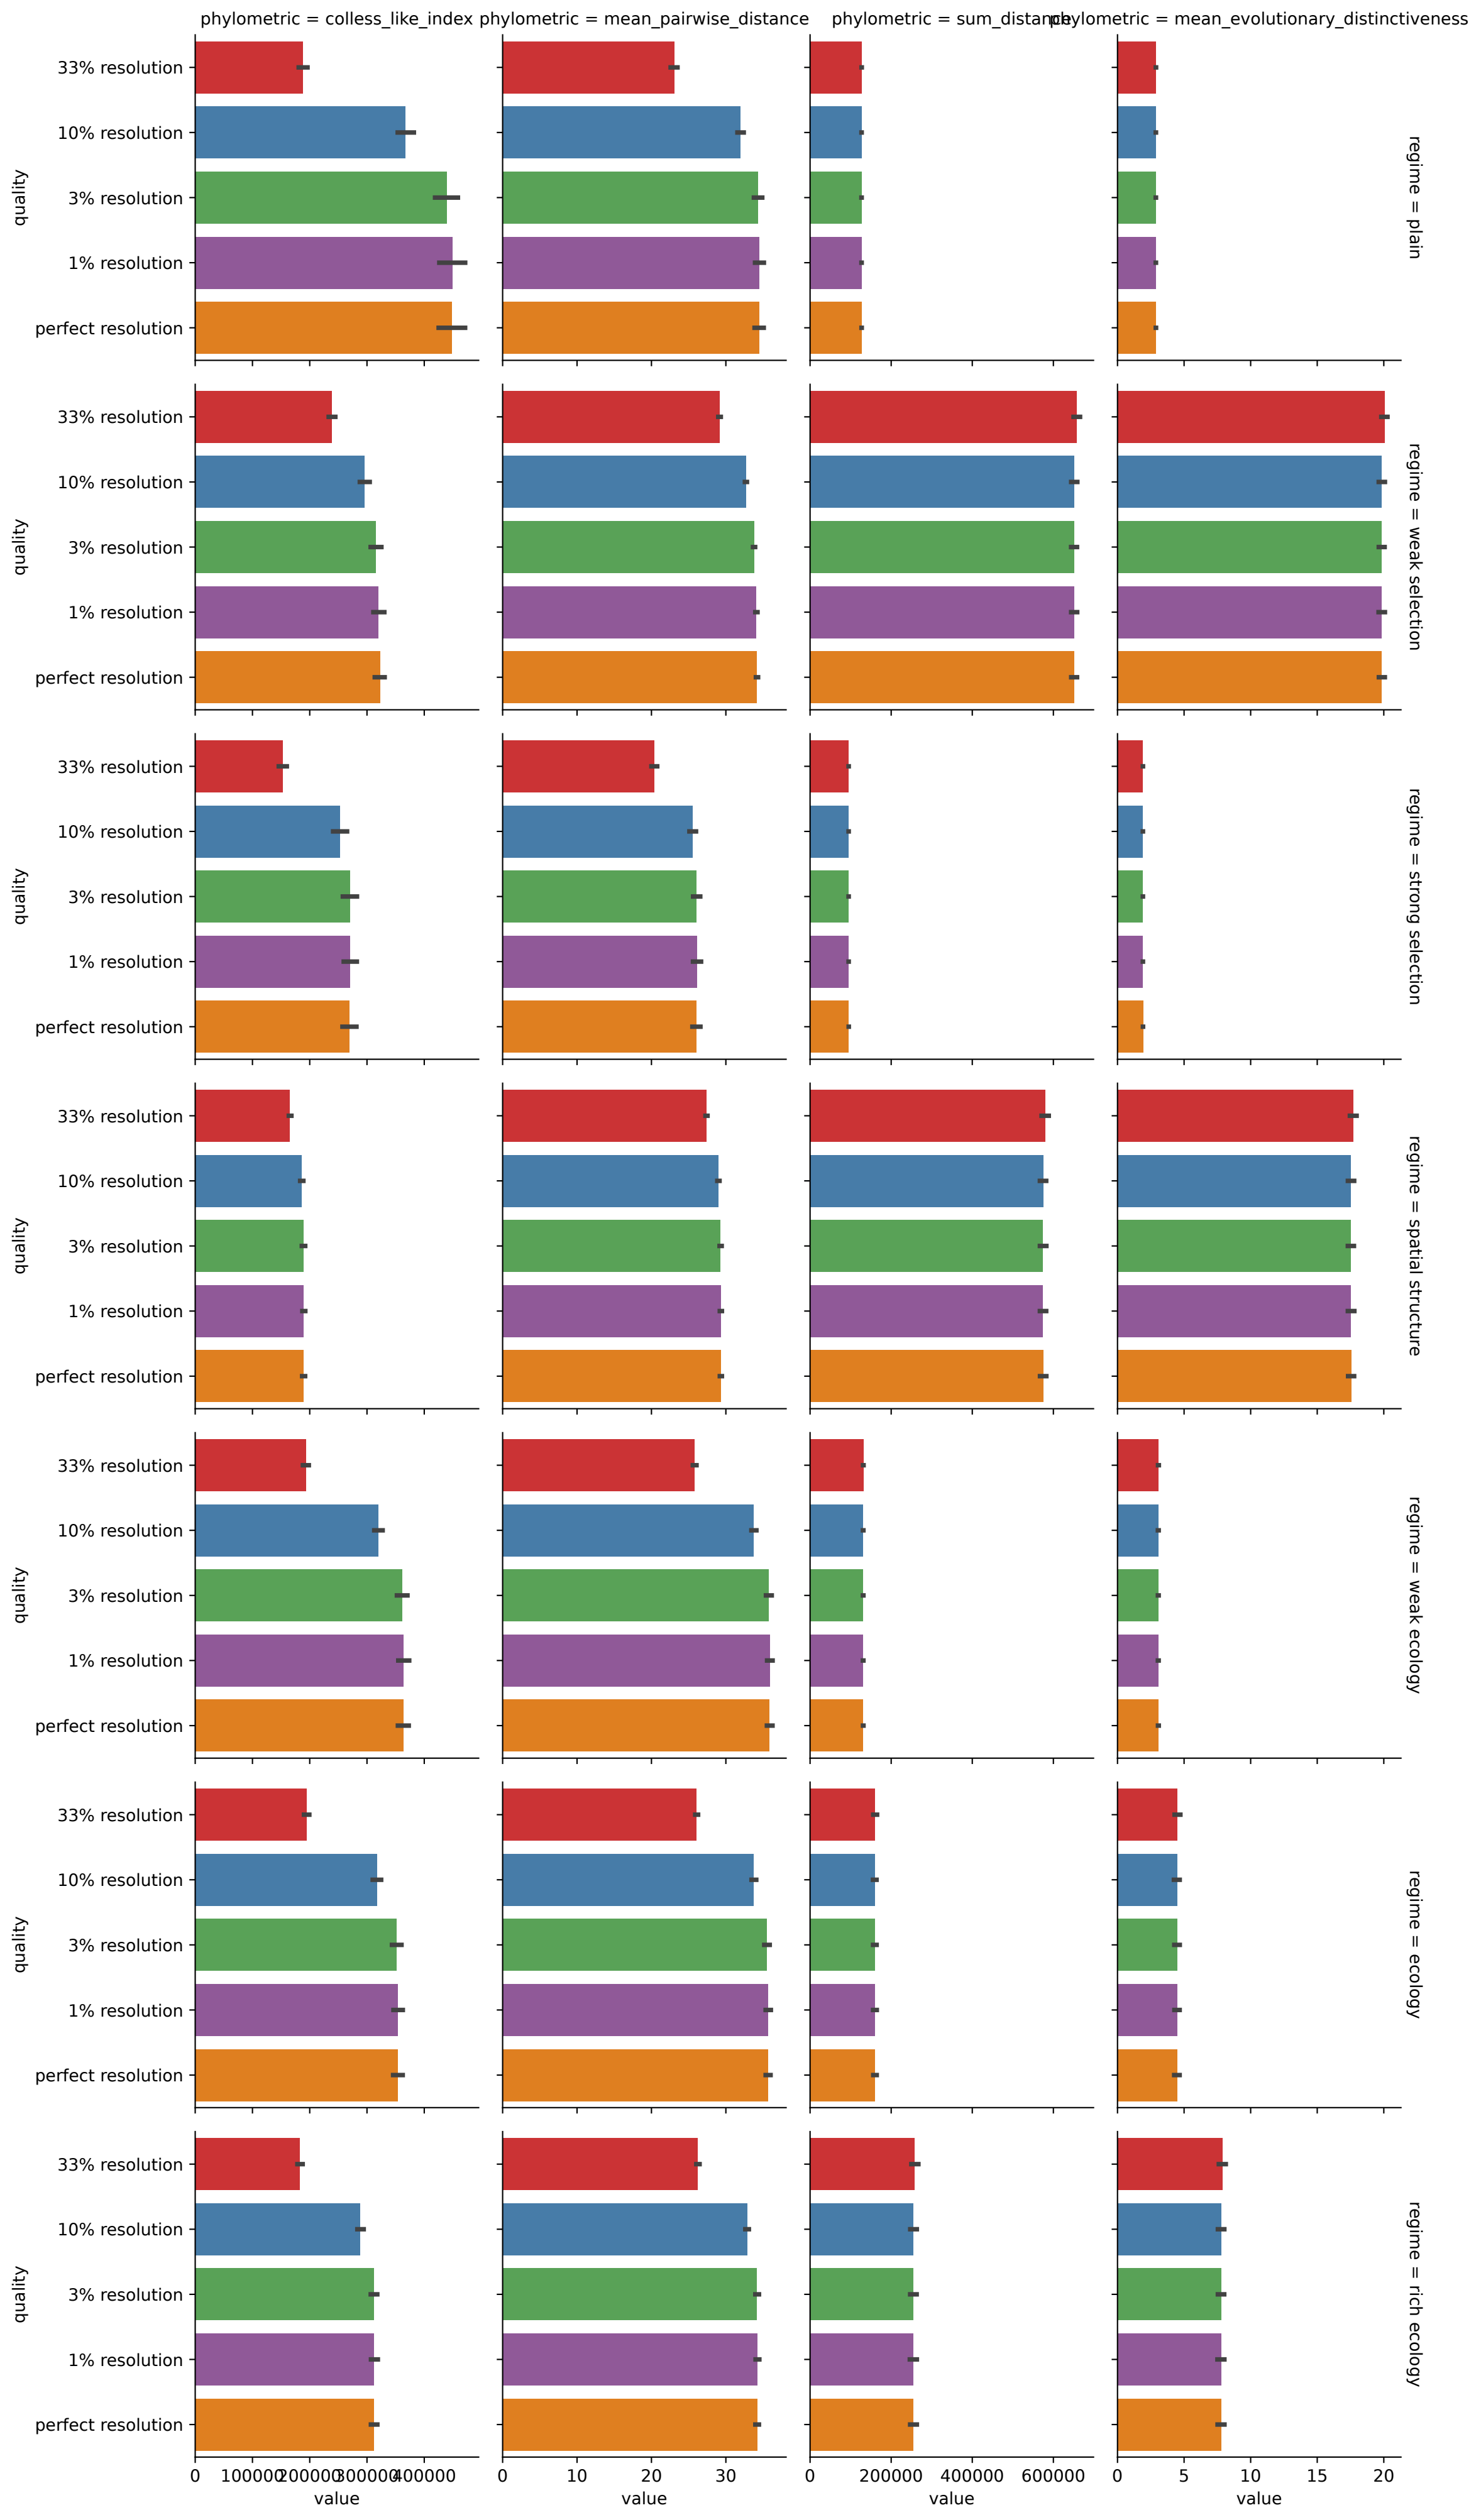 phylometric = colless_like_index
phylometric = mean_pairwise_distance
phylometric = sum_distance
phylometric = mean_evolutionary_distinctiveness
33% resolution
10% resolution
3% resolution
1% resolution
perfect resolution
quality
regime = plain
33% resolution
10% resolution
3% resolution
1% resolution
perfect resolution
quality
regime = weak selection
33% resolution
10% resolution
3% resolution
1% resolution
perfect resolution
quality
regime = strong selection
33% resolution
10% resolution
3% resolution
1% resolution
perfect resolution
quality
regime = spatial structure
33% resolution
10% resolution
3% resolution
1% resolution
perfect resolution
quality
regime = weak ecology
33% resolution
10% resolution
3% resolution
1% resolution
perfect resolution
quality
regime = ecology
33% resolution
10% resolution
3% resolution
1% resolution
perfect resolution
quality
regime = rich ecology
0 100000 200000 300000 400000
0 10 20 30
0 200000 400000 600000
0 5 10 15 20
value
value
value
value